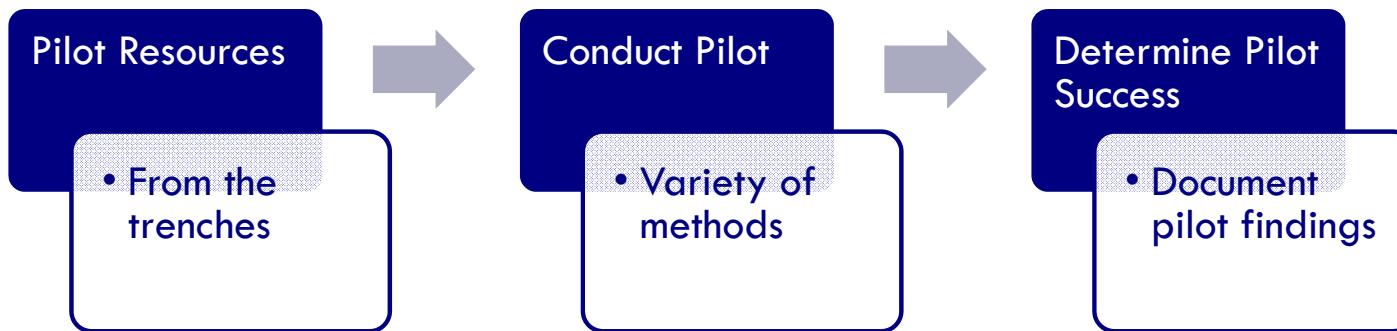 Pilot Resources
• From the
trenches
Conduct Pilot
• Variety of
methods
Determine Pilot
Success
• Document
pilot findings